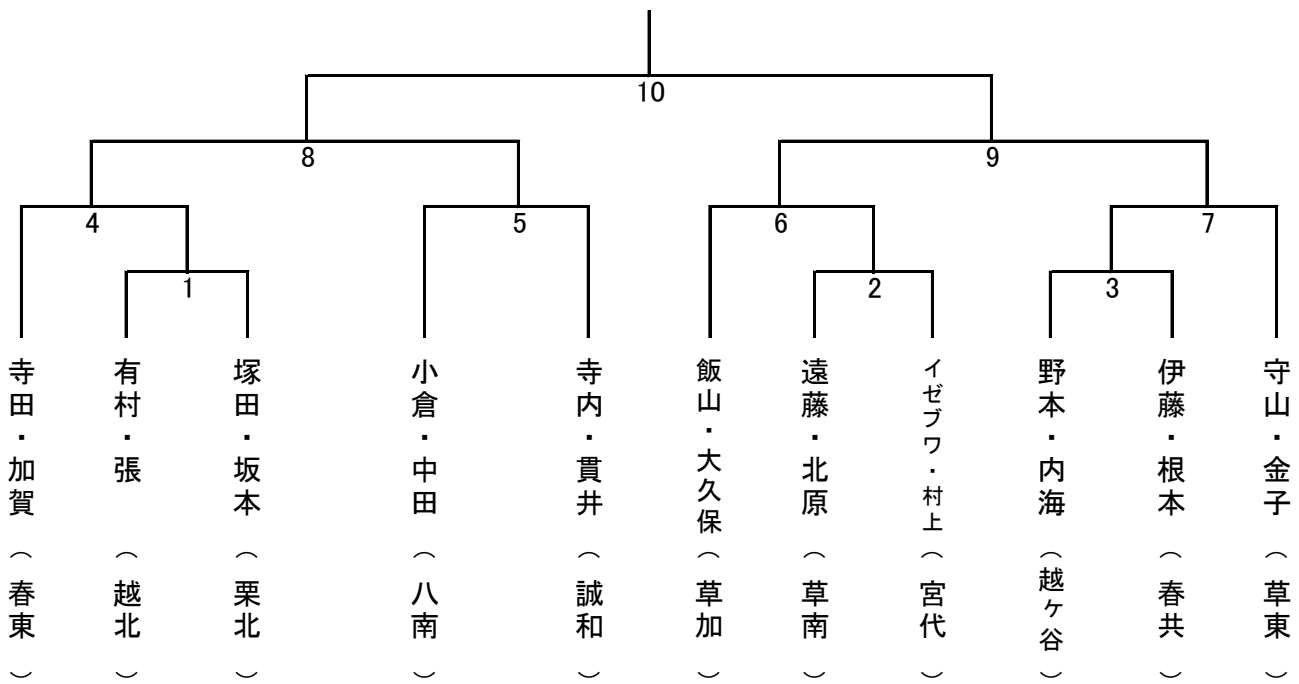 10
8
9
4
5
6
7
1
2
3
寺田・加賀（春東）
有村・張（越北）
塚田・坂本（栗北）
小倉・中田（八南）
寺内・貫井（誠和）
飯山・大久保（草加）
遠藤・北原（草南）
イゼブワ・村上（宮代）
野本・内海（越ヶ谷）
伊藤・根本（春共）
守山・金子（草東）